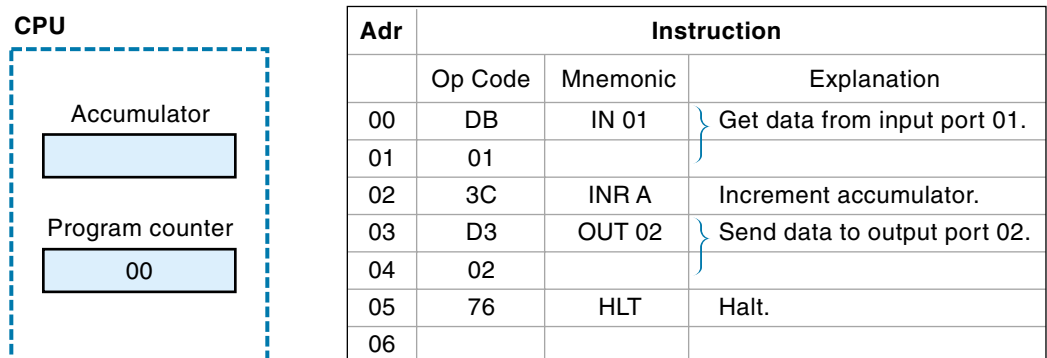 CPU
Accumulator
Program counter
00
Adr Instruction
Op Code Mnemonic Explanation
00 DB IN 01 Get data from input port 01.
01 01
02 3C INR A Increment accumulator.
03 D3 OUT 02 Send data to output port 02.
04 02
05 76 HLT Halt.
06